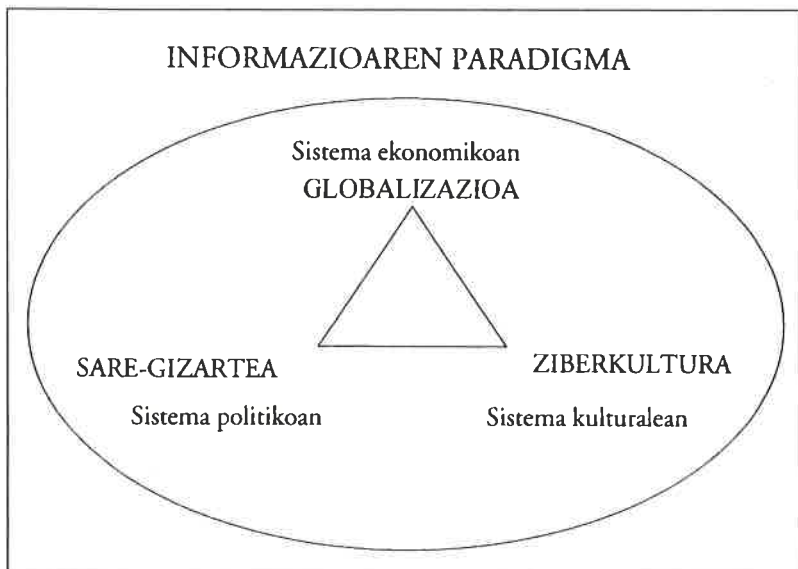 INFORMAZIOAREN PARADIGMA
Sistema ekonomikoan
GLOBALIZAZIOA
SARE-GIZARTEA
ZIBERKULTURA
Sistema politikoan
Sistema kulturalean